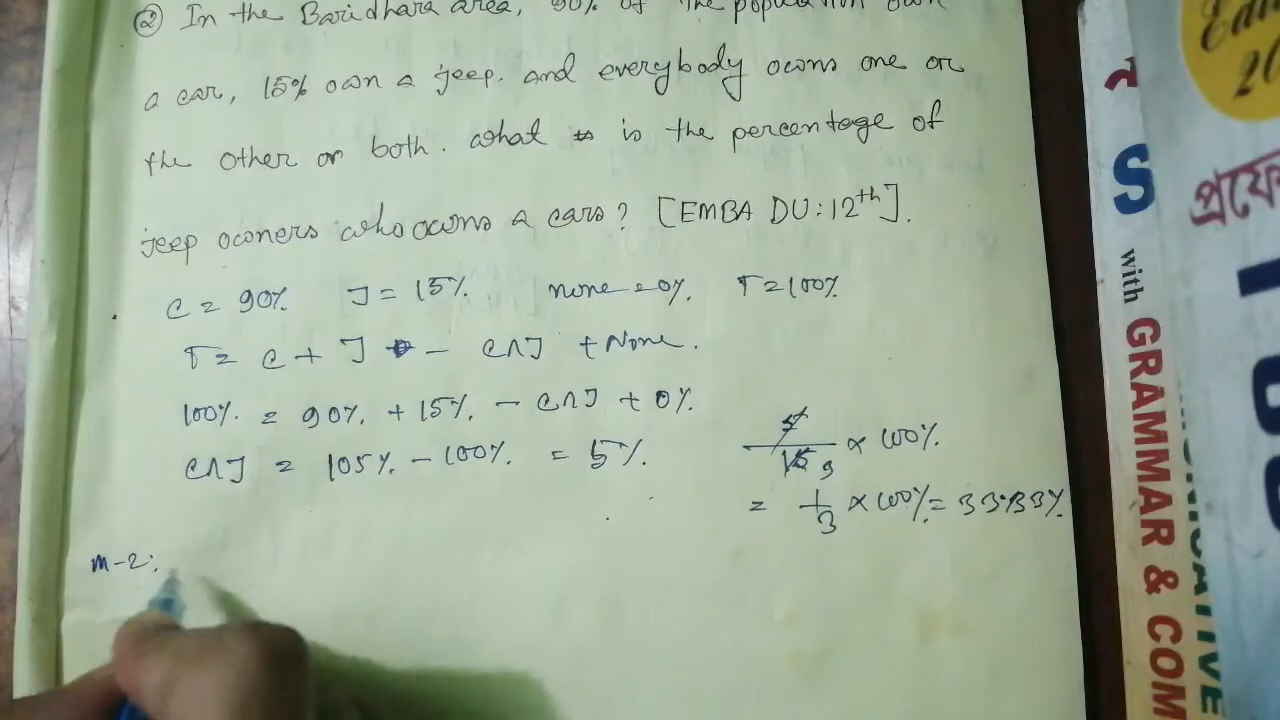 ② In the Baridhara area, 90% of the population own
a car, 15% own a jeep. and everybody owns one or
the other or both. what is the percentage of
jeep owners who owns a cars? [EMBA DU:12th].
C = 90% J = 15% none = 0% T = 100%
T = C + J - C∩J + None.
100% = 90% + 15% - C∩J + 0%
C∩J = 105% - 100% = 5%.
5/15 3 × 100%
= 1/3 × 100% = 33.33%
m-2:
S with GRAMMAR & COM
প্রফে